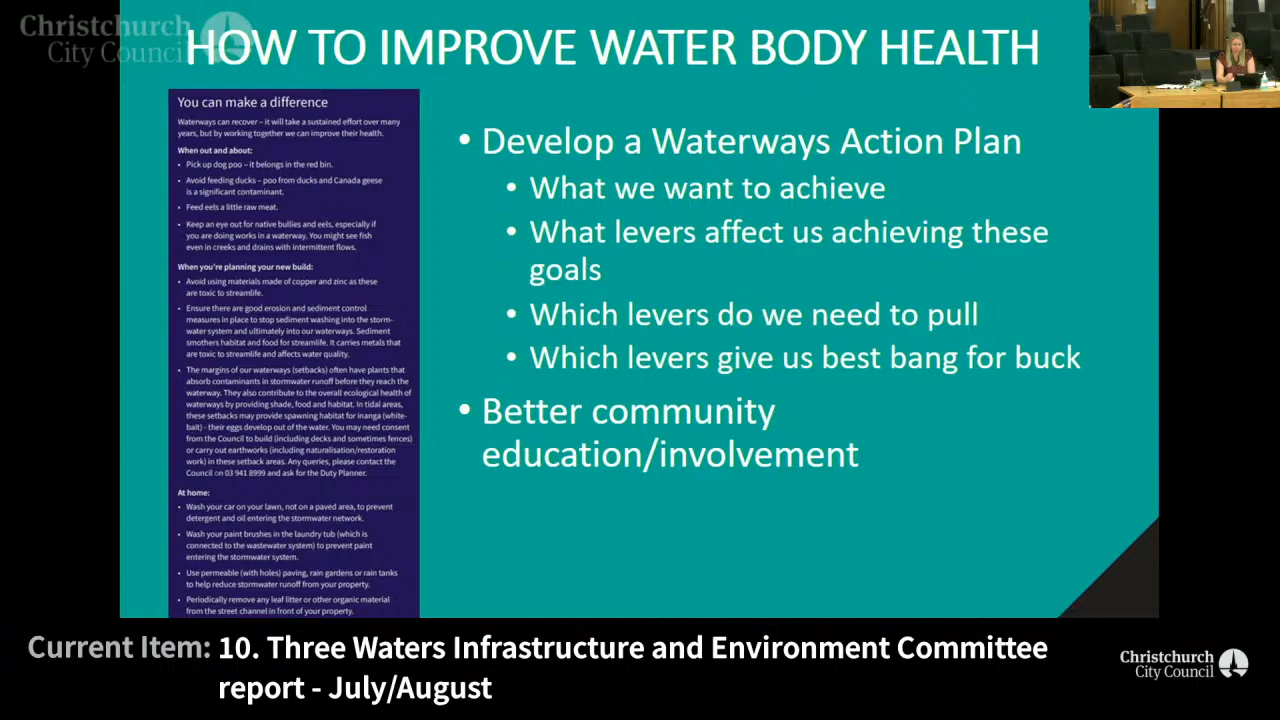 Christchurch
City Council
HOW TO IMPROVE WATER BODY HEALTH
You can make a difference
Waterways can recover – it will take a sustained effort over many
years, but by working together we can improve their health.
When out and about:
• Pick up dog poo – it belongs in the red bin.
• Avoid feeding ducks – poo from ducks and Canada geese
is a significant contaminant.
• Feed eels a little raw meat.
• Keep an eye out for native bullies and eels, especially if
you are doing works in a waterway. You might see fish
even in creeks and drains with intermittent flows.
When you're planning your new build:
• Avoid using materials made of copper and zinc as these
are toxic to streamlife.
• Ensure there are good erosion and sediment control
measures in place to stop sediment washing into the storm-
water system and ultimately into our waterways. Sediment
smothers habitat and food for streamlife. It carries metals that
are toxic to streamlife and affects water quality.
• The margins of our waterways (setbacks) often have plants that
absorb contaminants in stormwater runoff before they reach the
waterway. They also contribute to the overall ecological health of
waterways by providing shade, food and habitat. In tidal areas,
these setbacks may provide spawning habitat for inanga (white-
bait) - their eggs develop out of the water. You may need consent
from the Council to build (including decks and sometimes fences)
or carry out earthworks (including naturalisation/restoration
work) in these setback areas. Any queries, please contact the
Council on 03 941 8999 and ask for the Duty Planner.
At home:
• Wash your car on your lawn, not on a paved area, to prevent
detergent and oil entering the stormwater network.
• Wash your paint brushes in the laundry tub (which is
connected to the wastewater system) to prevent paint
entering the stormwater system.
• Use permeable (with holes) paving, rain gardens or rain tanks
to help reduce stormwater runoff from your property.
• Periodically remove any leaf litter or other organic material
from the street channel in front of your property.
• Develop a Waterways Action Plan
• What we want to achieve
• What levers affect us achieving these
goals
• Which levers do we need to pull
• Which levers give us best bang for buck
• Better community
education/involvement
Current Item: 10. Three Waters Infrastructure and Environment Committee
report - July/August
Christchurch
City Council